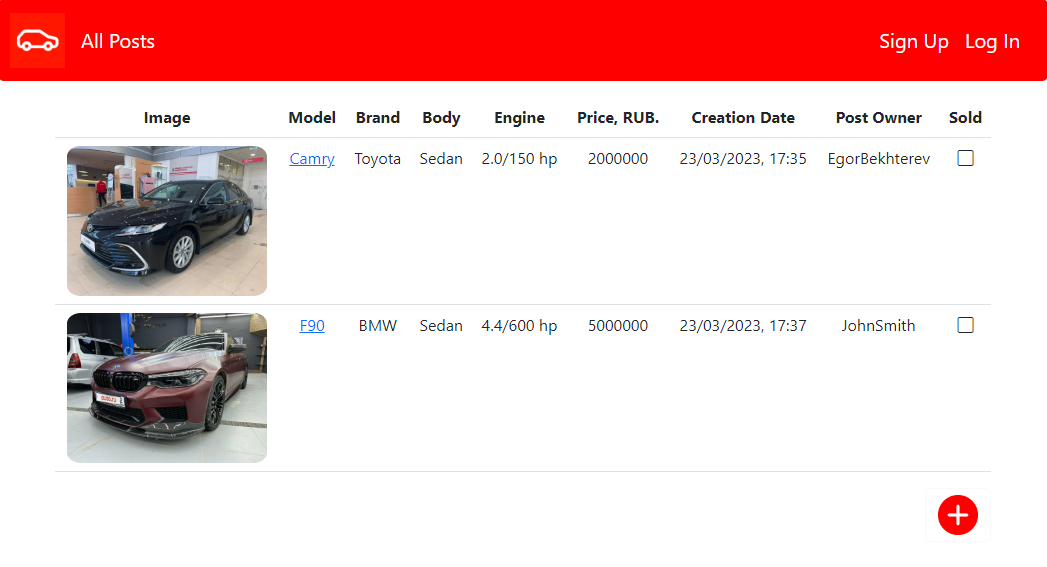 All Posts
Sign Up Log In
Image Model Brand Body Engine Price, RUB. Creation Date Post Owner Sold
Camry Toyota Sedan 2.0/150 hp 2000000 23/03/2023, 17:35 EgorBekhterev
F90 BMW Sedan 4.4/600 hp 5000000 23/03/2023, 17:37 JohnSmith
auto.ru